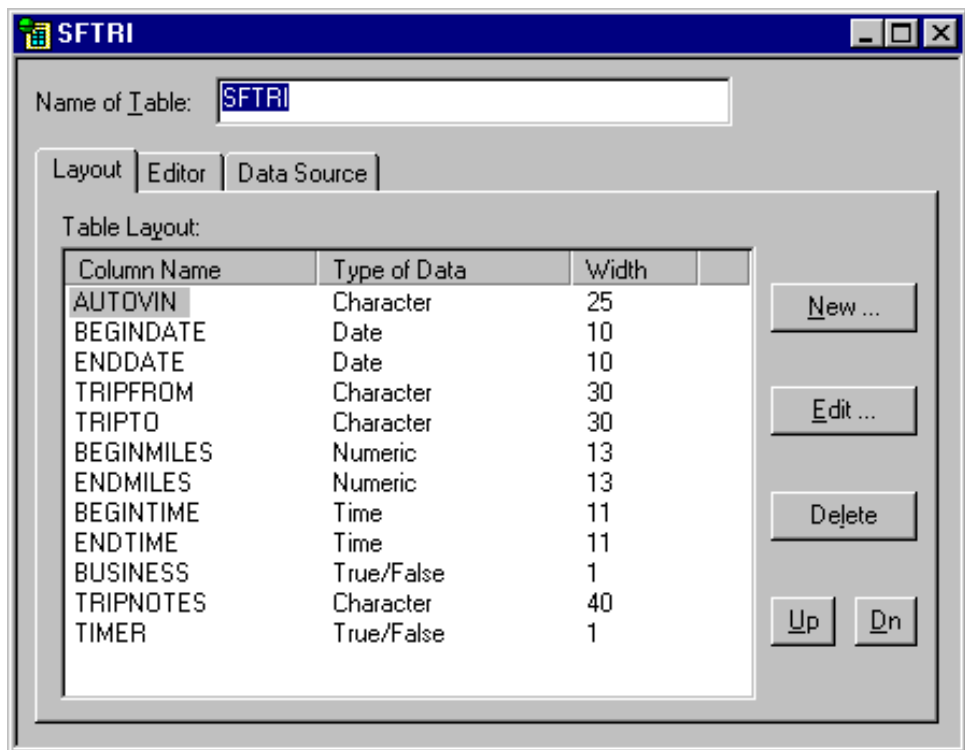 SFTRI
Name of Table: SFTRI
Layout Editor Data Source
Table Layout:
Column Name Type of Data Width
AUTOVIN Character 25
BEGINDATE Date 10
ENDDATE Date 10
TRIPFROM Character 30
TRIPTO Character 30
BEGINMILES Numeric 13
ENDMILES Numeric 13
BEGINTIME Time 11
ENDTIME Time 11
BUSINESS True/False 1
TRIPNOTES Character 40
TIMER True/False 1
New ...
Edit ...
Delete
Up Dn